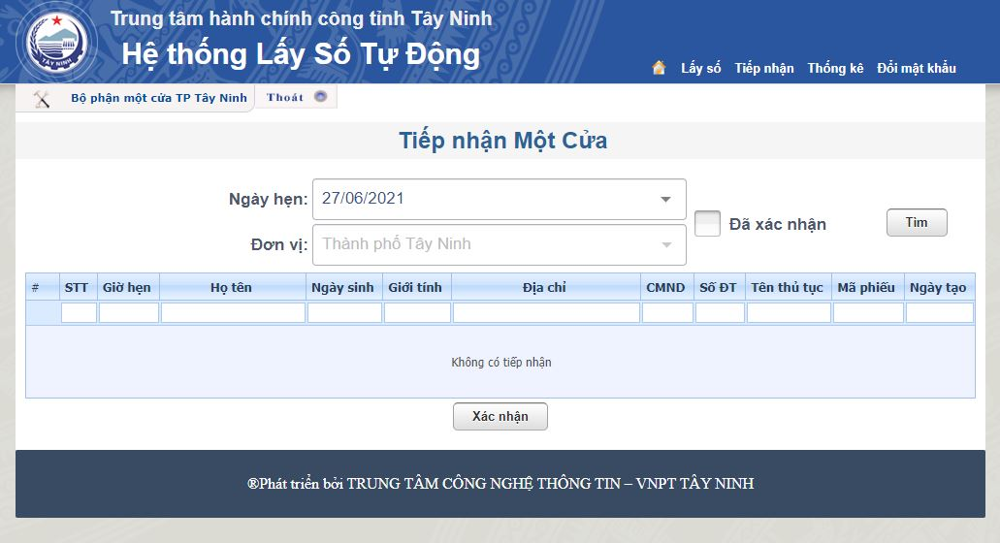 Trung tâm hành chính công tỉnh Tây Ninh
Hệ thống Lấy Số Tự Động
TÂY NINH
Lấy số Tiếp nhận Thống kê Đổi mật khẩu
Bộ phận một cửa TP Tây Ninh Thoát
Tiếp nhận Một Cửa
Ngày hẹn: 27/06/2021
Đã xác nhận Tìm
Đơn vị: Thành phố Tây Ninh
# STT Giờ hẹn Họ tên Ngày sinh Giới tính Địa chỉ CMND Số ĐT Tên thủ tục Mã phiếu Ngày tạo
Không có tiếp nhận
Xác nhận
®Phát triển bởi TRUNG TÂM CÔNG NGHỆ THÔNG TIN – VNPT TÂY NINH